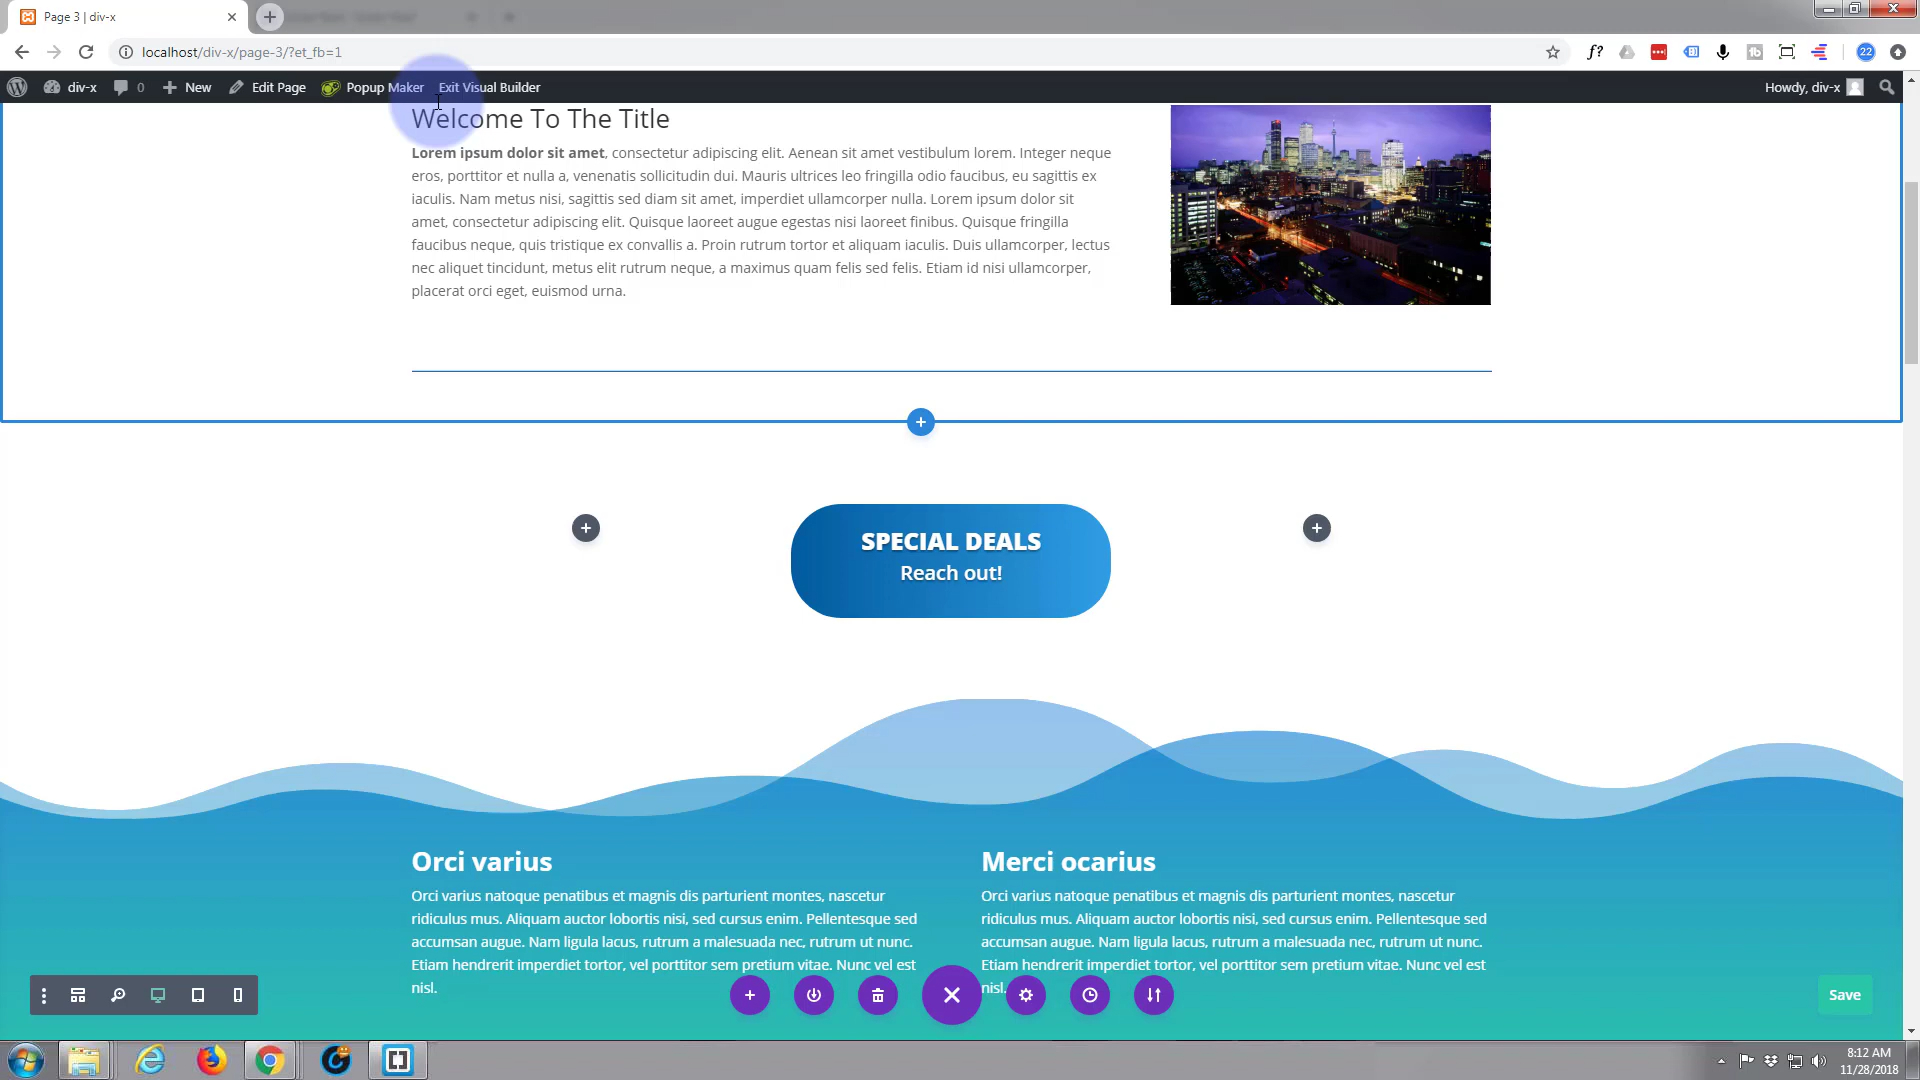 Page 3 | div-x
localhost/div-x/page-3/?et_fb=1
f?
22
div-x
0
New
Edit Page
Popup Maker
Exit Visual Builder
Howdy, div-x
Welcome To The Title
Lorem ipsum dolor sit amet, consectetur adipiscing elit. Aenean sit amet vestibulum lorem. Integer neque
eros, porttitor et nulla a, venenatis sollicitudin dui. Mauris ultrices leo fringilla odio faucibus, eu sagittis ex
iaculis. Nam metus nisi, sagittis sed diam sit amet, imperdiet ullamcorper nulla. Lorem ipsum dolor sit
amet, consectetur adipiscing elit. Quisque laoreet augue egestas nisi laoreet finibus. Quisque fringilla
faucibus neque, quis tristique ex convallis a. Proin rutrum tortor et aliquam iaculis. Duis ullamcorper, lectus
nec aliquet tincidunt, metus elit rutrum neque, a maximus quam felis sed felis. Etiam id nisi ullamcorper,
placerat orci eget, euismod urna.
SPECIAL DEALS
Reach out!
Orci varius
Orci varius natoque penatibus et magnis dis parturient montes, nascetur
ridiculus mus. Aliquam auctor lobortis nisi, sed cursus enim. Pellentesque sed
accumsan augue. Nam ligula lacus, rutrum a malesuada nec, rutrum ut nunc.
Etiam hendrerit imperdiet tortor, vel porttitor sem pretium vitae. Nunc vel est
nisl.
Merci ocarius
Orci varius natoque penatibus et magnis dis parturient montes, nascetur
ridiculus mus. Aliquam auctor lobortis nisi, sed cursus enim. Pellentesque sed
accumsan augue. Nam ligula lacus, rutrum a malesuada nec, rutrum ut nunc.
Etiam hendrerit imperdiet tortor, vel porttitor sem pretium vitae. Nunc vel est
nisl.
Save
8:12 AM
11/28/2018